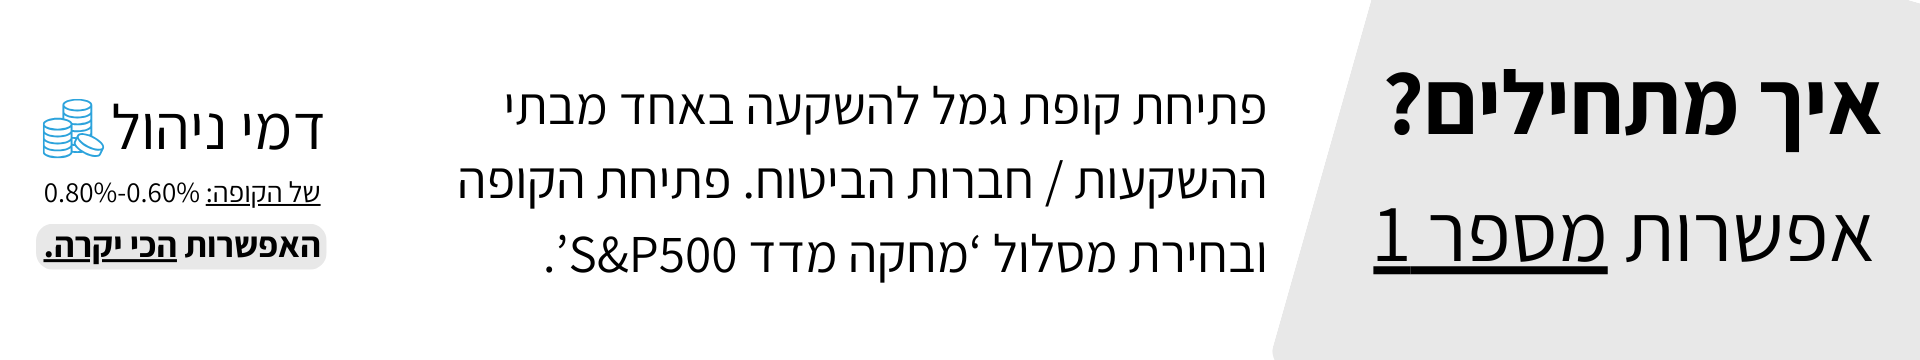 איך מתחילים?
אפשרות מספר 1
פתיחת קופת גמל להשקעה באחד מבתי
ההשקעות / חברות הביטוח. פתיחת הקופה
ובחירת מסלול ‘מחקה מדד S&P500’.
דמי ניהול
של הקופה: 0.80%-0.60%
האפשרות הכי יקרה.